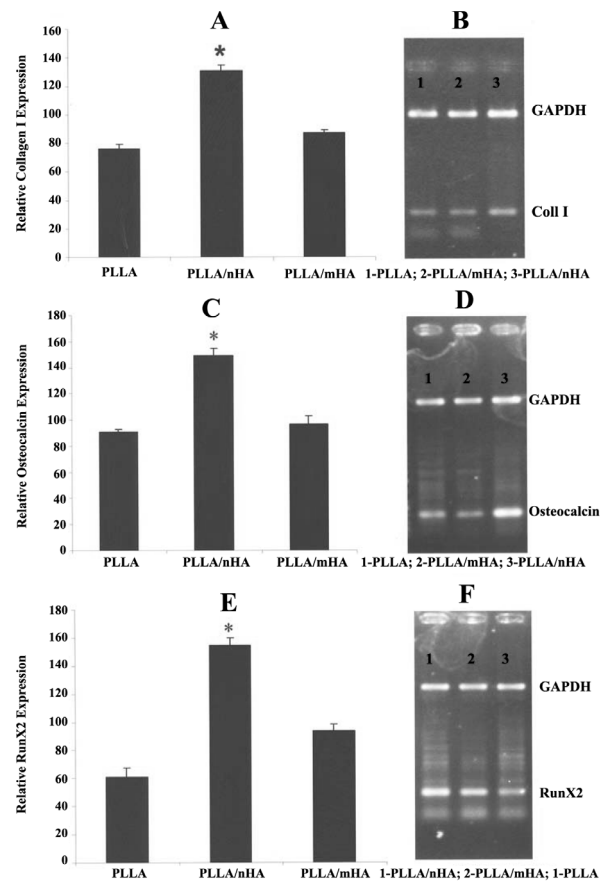 A
Relative Collagen I Expression
160
140
120
100
80
60
40
20
0
*
PLLA
PLLA/nHA
PLLA/mHA
B
1 2 3
GAPDH
Coll I
1-PLLA; 2-PLLA/mHA; 3-PLLA/nHA
C
Relative Osteocalcin Expression
180
160
140
120
100
80
60
40
20
0
*
PLLA
PLLA/nHA
PLLA/mHA
D
1 2 3
GAPDH
Osteocalcin
1-PLLA; 2-PLLA/mHA; 3-PLLA/nHA
E
Relative RunX2 Expression
180
160
140
120
100
80
60
40
20
0
*
PLLA
PLLA/nHA
PLLA/mHA
F
1 2 3
GAPDH
RunX2
1-PLLA/nHA; 2-PLLA/mHA; 1-PLLA